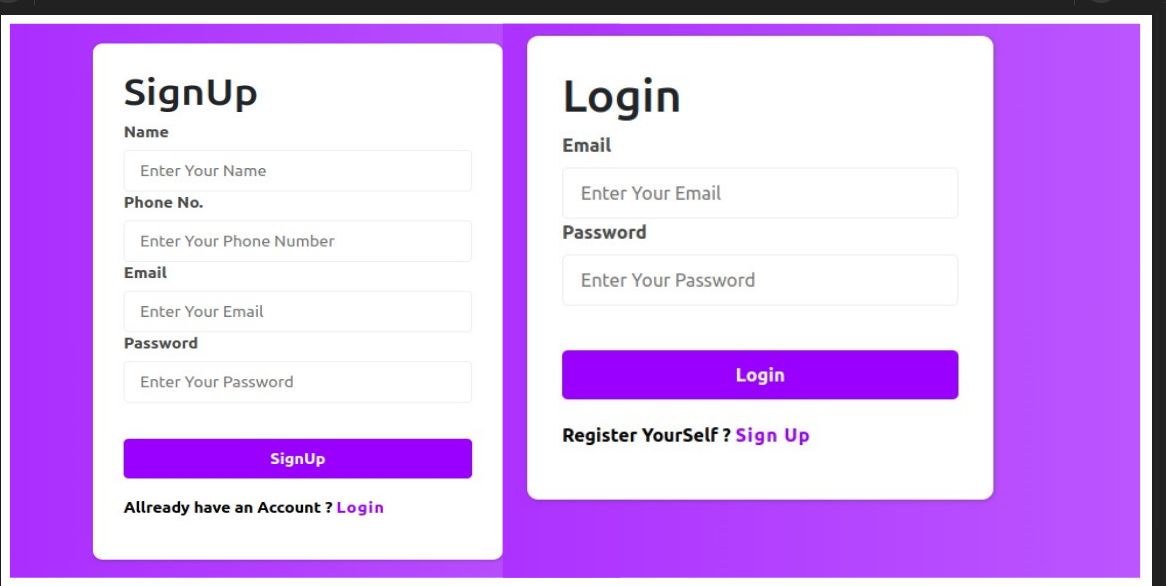 SignUp
Name
Enter Your Name
Phone No.
Enter Your Phone Number
Email
Enter Your Email
Password
Enter Your Password
SignUp
Allready have an Account ? Login
Login
Email
Enter Your Email
Password
Enter Your Password
Login
Register YourSelf ? Sign Up